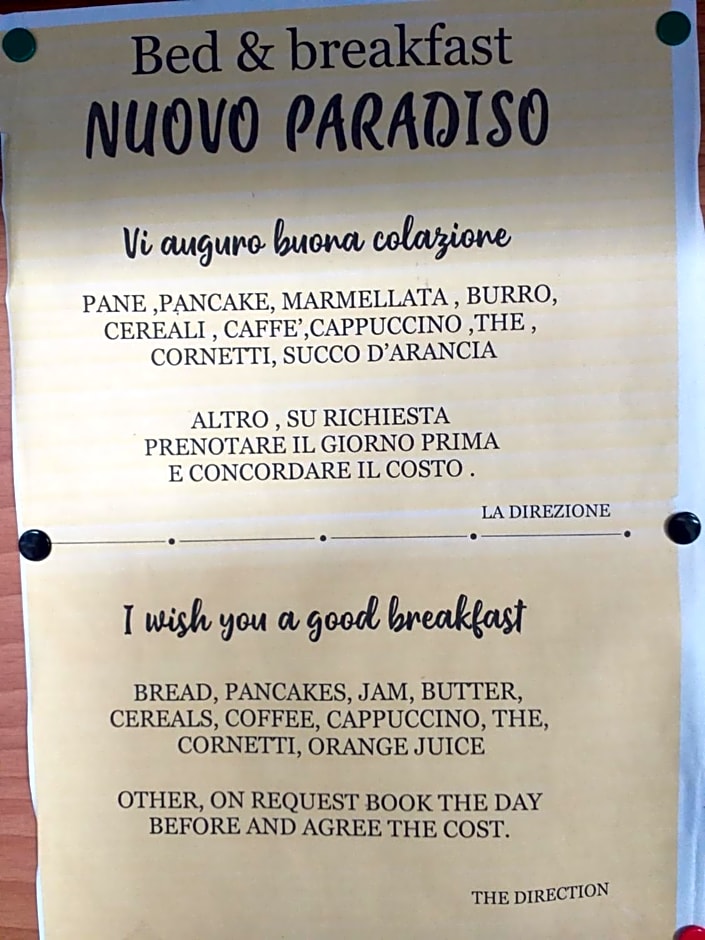 Bed & breakfast
NUOVO PARADISO
Vi auguro buona colazione
PANE ,PANCAKE, MARMELLATA , BURRO,
CEREALI , CAFFE’,CAPPUCCINO ,THE ,
CORNETTI, SUCCO D’ARANCIA
ALTRO , SU RICHIESTA
PRENOTARE IL GIORNO PRIMA
E CONCORDARE IL COSTO .
LA DIREZIONE
I wish you a good breakfast
BREAD, PANCAKES, JAM, BUTTER,
CEREALS, COFFEE, CAPPUCCINO, THE,
CORNETTI, ORANGE JUICE
OTHER, ON REQUEST BOOK THE DAY
BEFORE AND AGREE THE COST.
THE DIRECTION